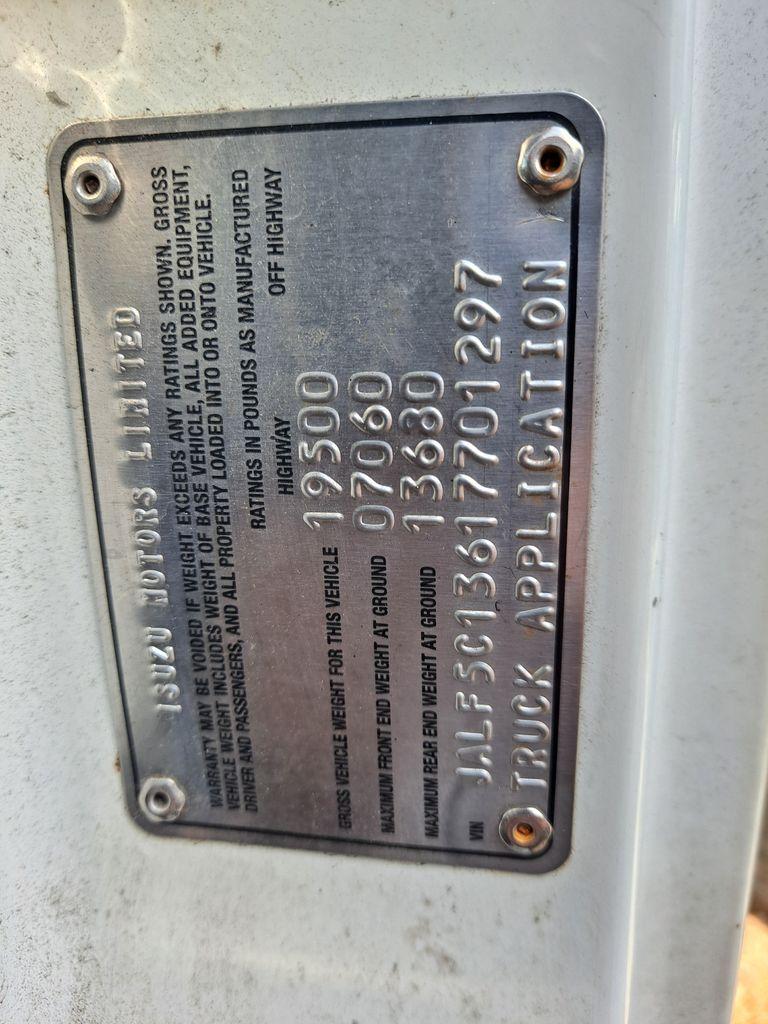 ISUZU MOTORS LIMITED
WARRANTY MAY BE VOIDED IF WEIGHT EXCEEDS ANY RATINGS SHOWN. GROSS
VEHICLE WEIGHT INCLUDES WEIGHT OF BASE VEHICLE, ALL ADDED EQUIPMENT,
DRIVER AND PASSENGERS, AND ALL PROPERTY LOADED INTO OR ONTO VEHICLE.
RATINGS IN POUNDS AS MANUFACTURED
HIGHWAY OFF HIGHWAY
GROSS VEHICLE WEIGHT FOR THIS VEHICLE 19500
MAXIMUM FRONT END WEIGHT AT GROUND 07060
MAXIMUM REAR END WEIGHT AT GROUND 13680
VIN JALF5C13617701297
TRUCK APPLICATION